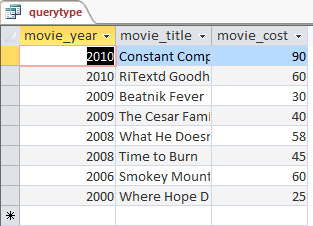 querytype
movie_year movie_title movie_cost
2010 Constant Comp 90
2010 RiTextd Goodh 60
2009 Beatnik Fever 30
2009 The Cesar Fami 40
2008 What He Doesn 58
2008 Time to Burn 45
2006 Smokey Mount 60
2000 Where Hope D 25